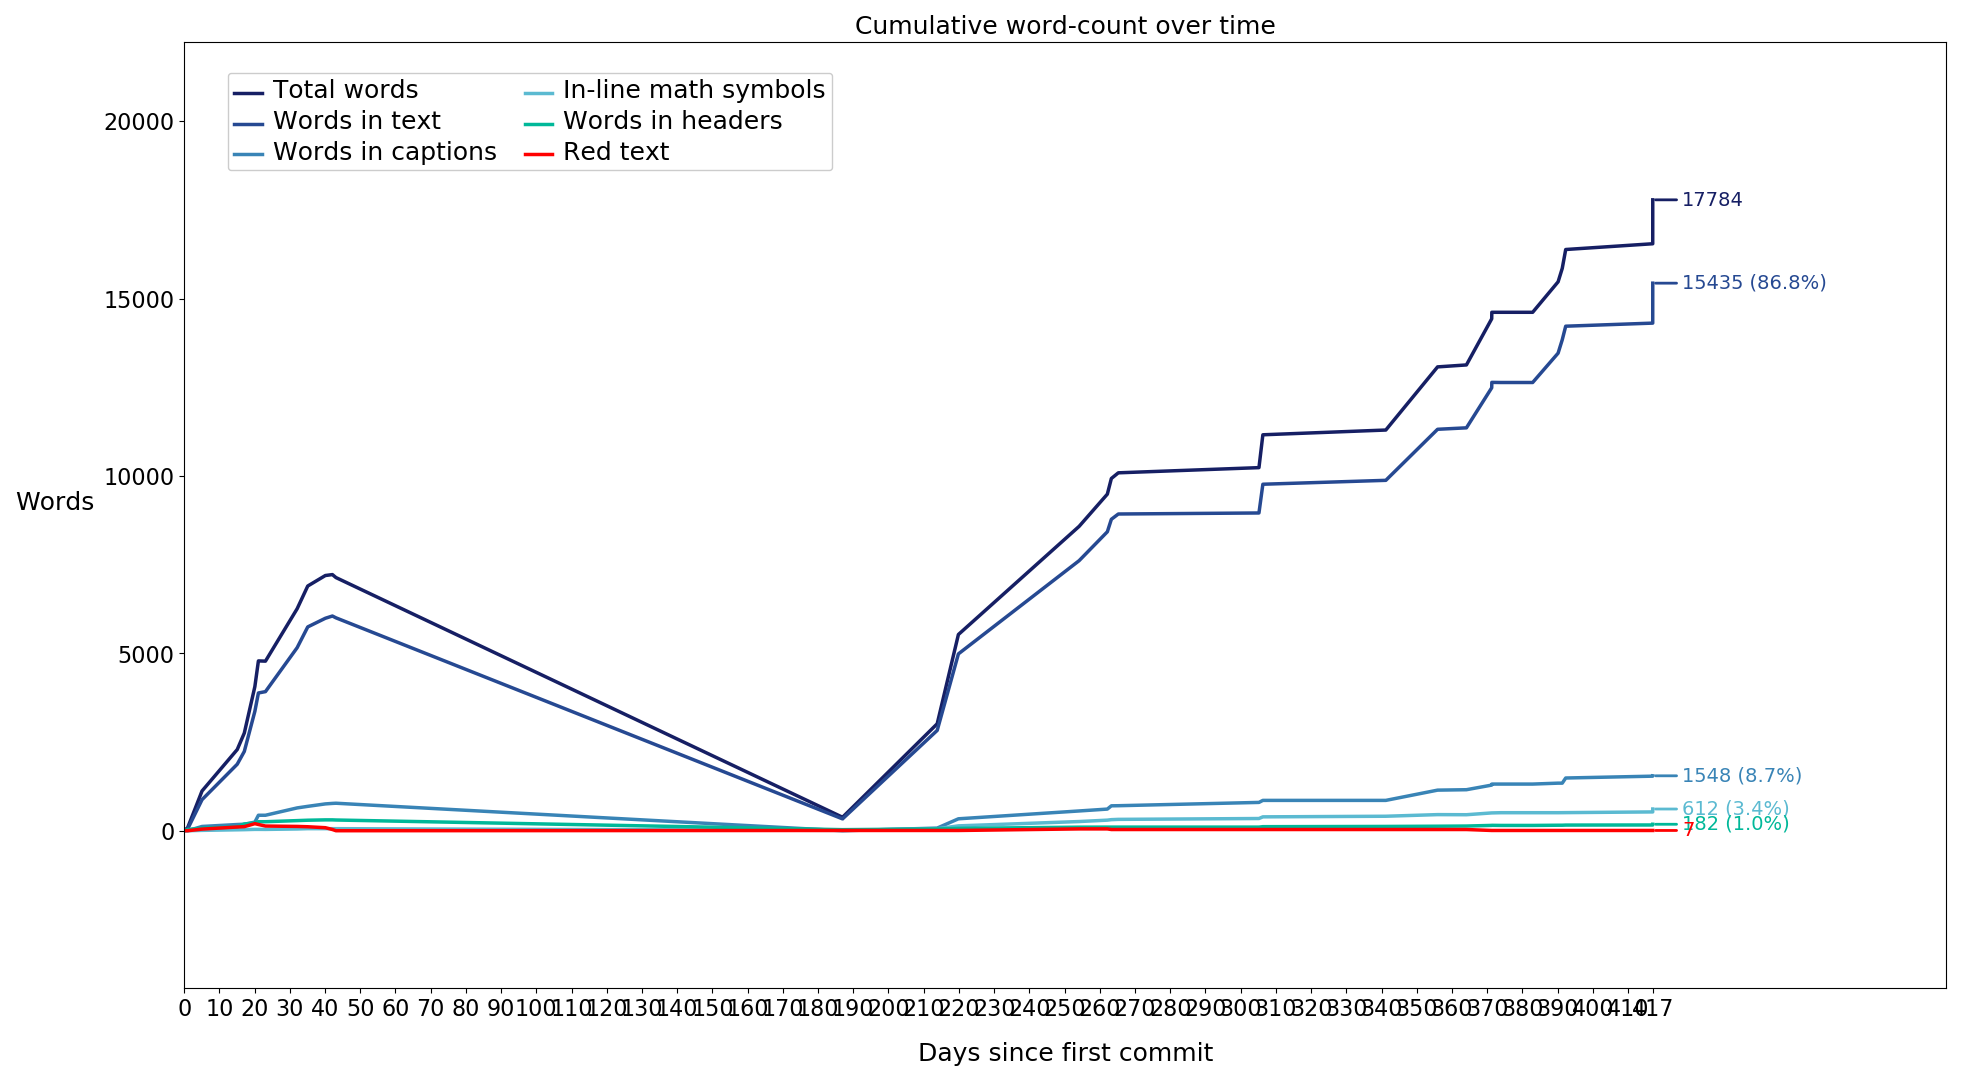 Cumulative word-count over time
Total words
Words in text
Words in captions
In-line math symbols
Words in headers
Red text
20000
15000
10000
5000
0
Words
17784
15435 (86.8%)
1548 (8.7%)
612 (3.4%)
182 (1.0%)
7
0 10 20 30 40 50 60 70 80 90 100 110 120 130 140 150 160 170 180 190 200 210 220 230 240 250 260 270 280 290 300 310 320 330 340 350 360 370 380 390 400 410 417
Days since first commit